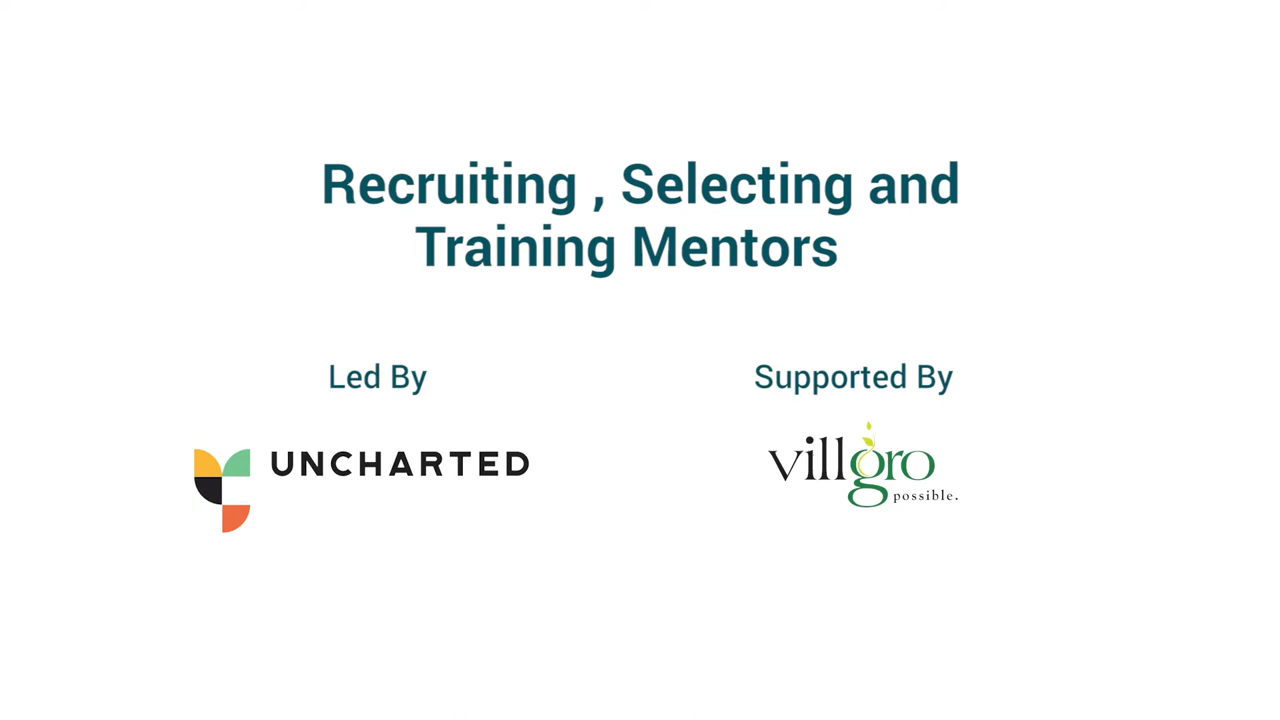 Recruiting , Selecting and
Training Mentors
Led By
Supported By
UNCHARTED
villgro
possible.